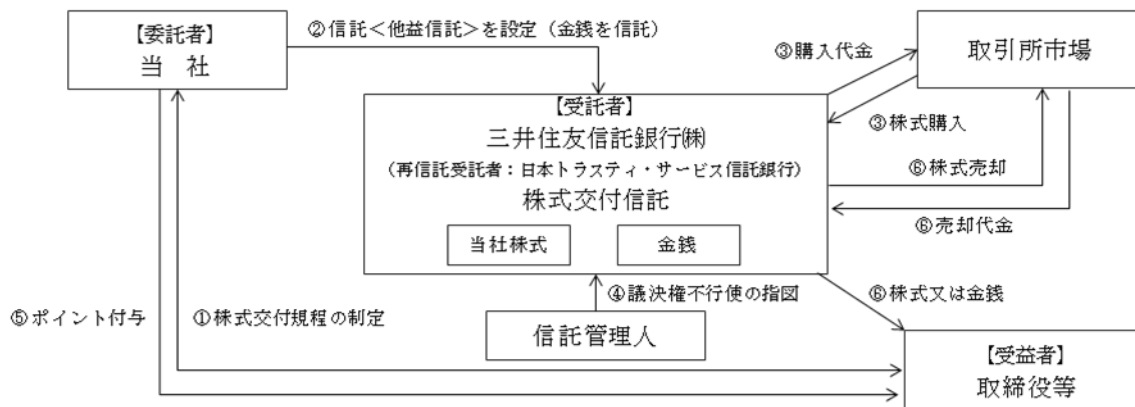 【委託者】
当 社
②信託<他益信託>を設定（金銭を信託）
③購入代金
取引所市場
③株式購入
【受託者】
三井住友信託銀行㈱
（再信託受託者：日本トラスティ・サービス信託銀行）
株式交付信託
当社株式
金銭
⑥株式売却
⑥売却代金
④議決権不行使の指図
⑥株式又は金銭
⑤ポイント付与
①株式交付規程の制定
信託管理人
【受益者】
取締役等